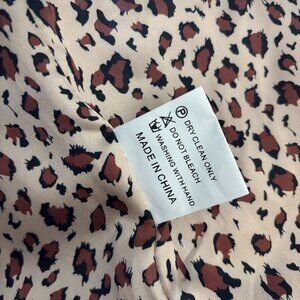 Ⓟ DRY CLEAN ONLY
DO NOT BLEACH
WASHING WITH HAND
MADE IN CHINA